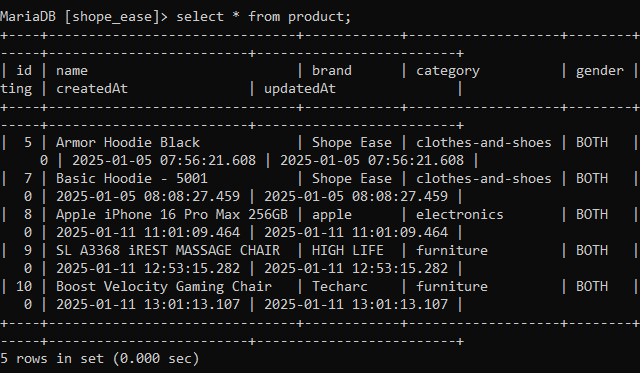 MariaDB [shope_ease]> select * from product;
+----+--------------------------+------------+-------------------+--------+
-----+-------------------------+-------------------------+
| id | name                         | brand      | category          | gender |
ting | createdAt               | updatedAt               |
+----+--------------------------+------------+-------------------+--------+
-----+-------------------------+-------------------------+
|  5 | Armor Hoodie Black            | Shope Ease | clothes-and-shoes | BOTH   |
     0 | 2025-01-05 07:56:21.608 | 2025-01-05 07:56:21.608 |
|  7 | Basic Hoodie - 5001           | Shope Ease | clothes-and-shoes | BOTH   |
   0 | 2025-01-05 08:08:27.459 | 2025-01-05 08:08:27.459 |
|  8 | Apple iPhone 16 Pro Max 256GB | apple      | electronics       | BOTH   |
   0 | 2025-01-11 11:01:09.464 | 2025-01-11 11:01:09.464 |
|  9 | SL A3368 iREST MASSAGE CHAIR  | HIGH LIFE  | furniture         | BOTH   |
   0 | 2025-01-11 12:53:15.282 | 2025-01-11 12:53:15.282 |
| 10 | Boost Velocity Gaming Chair   | Techarc    | furniture         | BOTH   |
   0 | 2025-01-11 13:01:13.107 | 2025-01-11 13:01:13.107 |
+----+--------------------------+------------+-------------------+--------+
-----+-------------------------+-------------------------+
5 rows in set (0.000 sec)